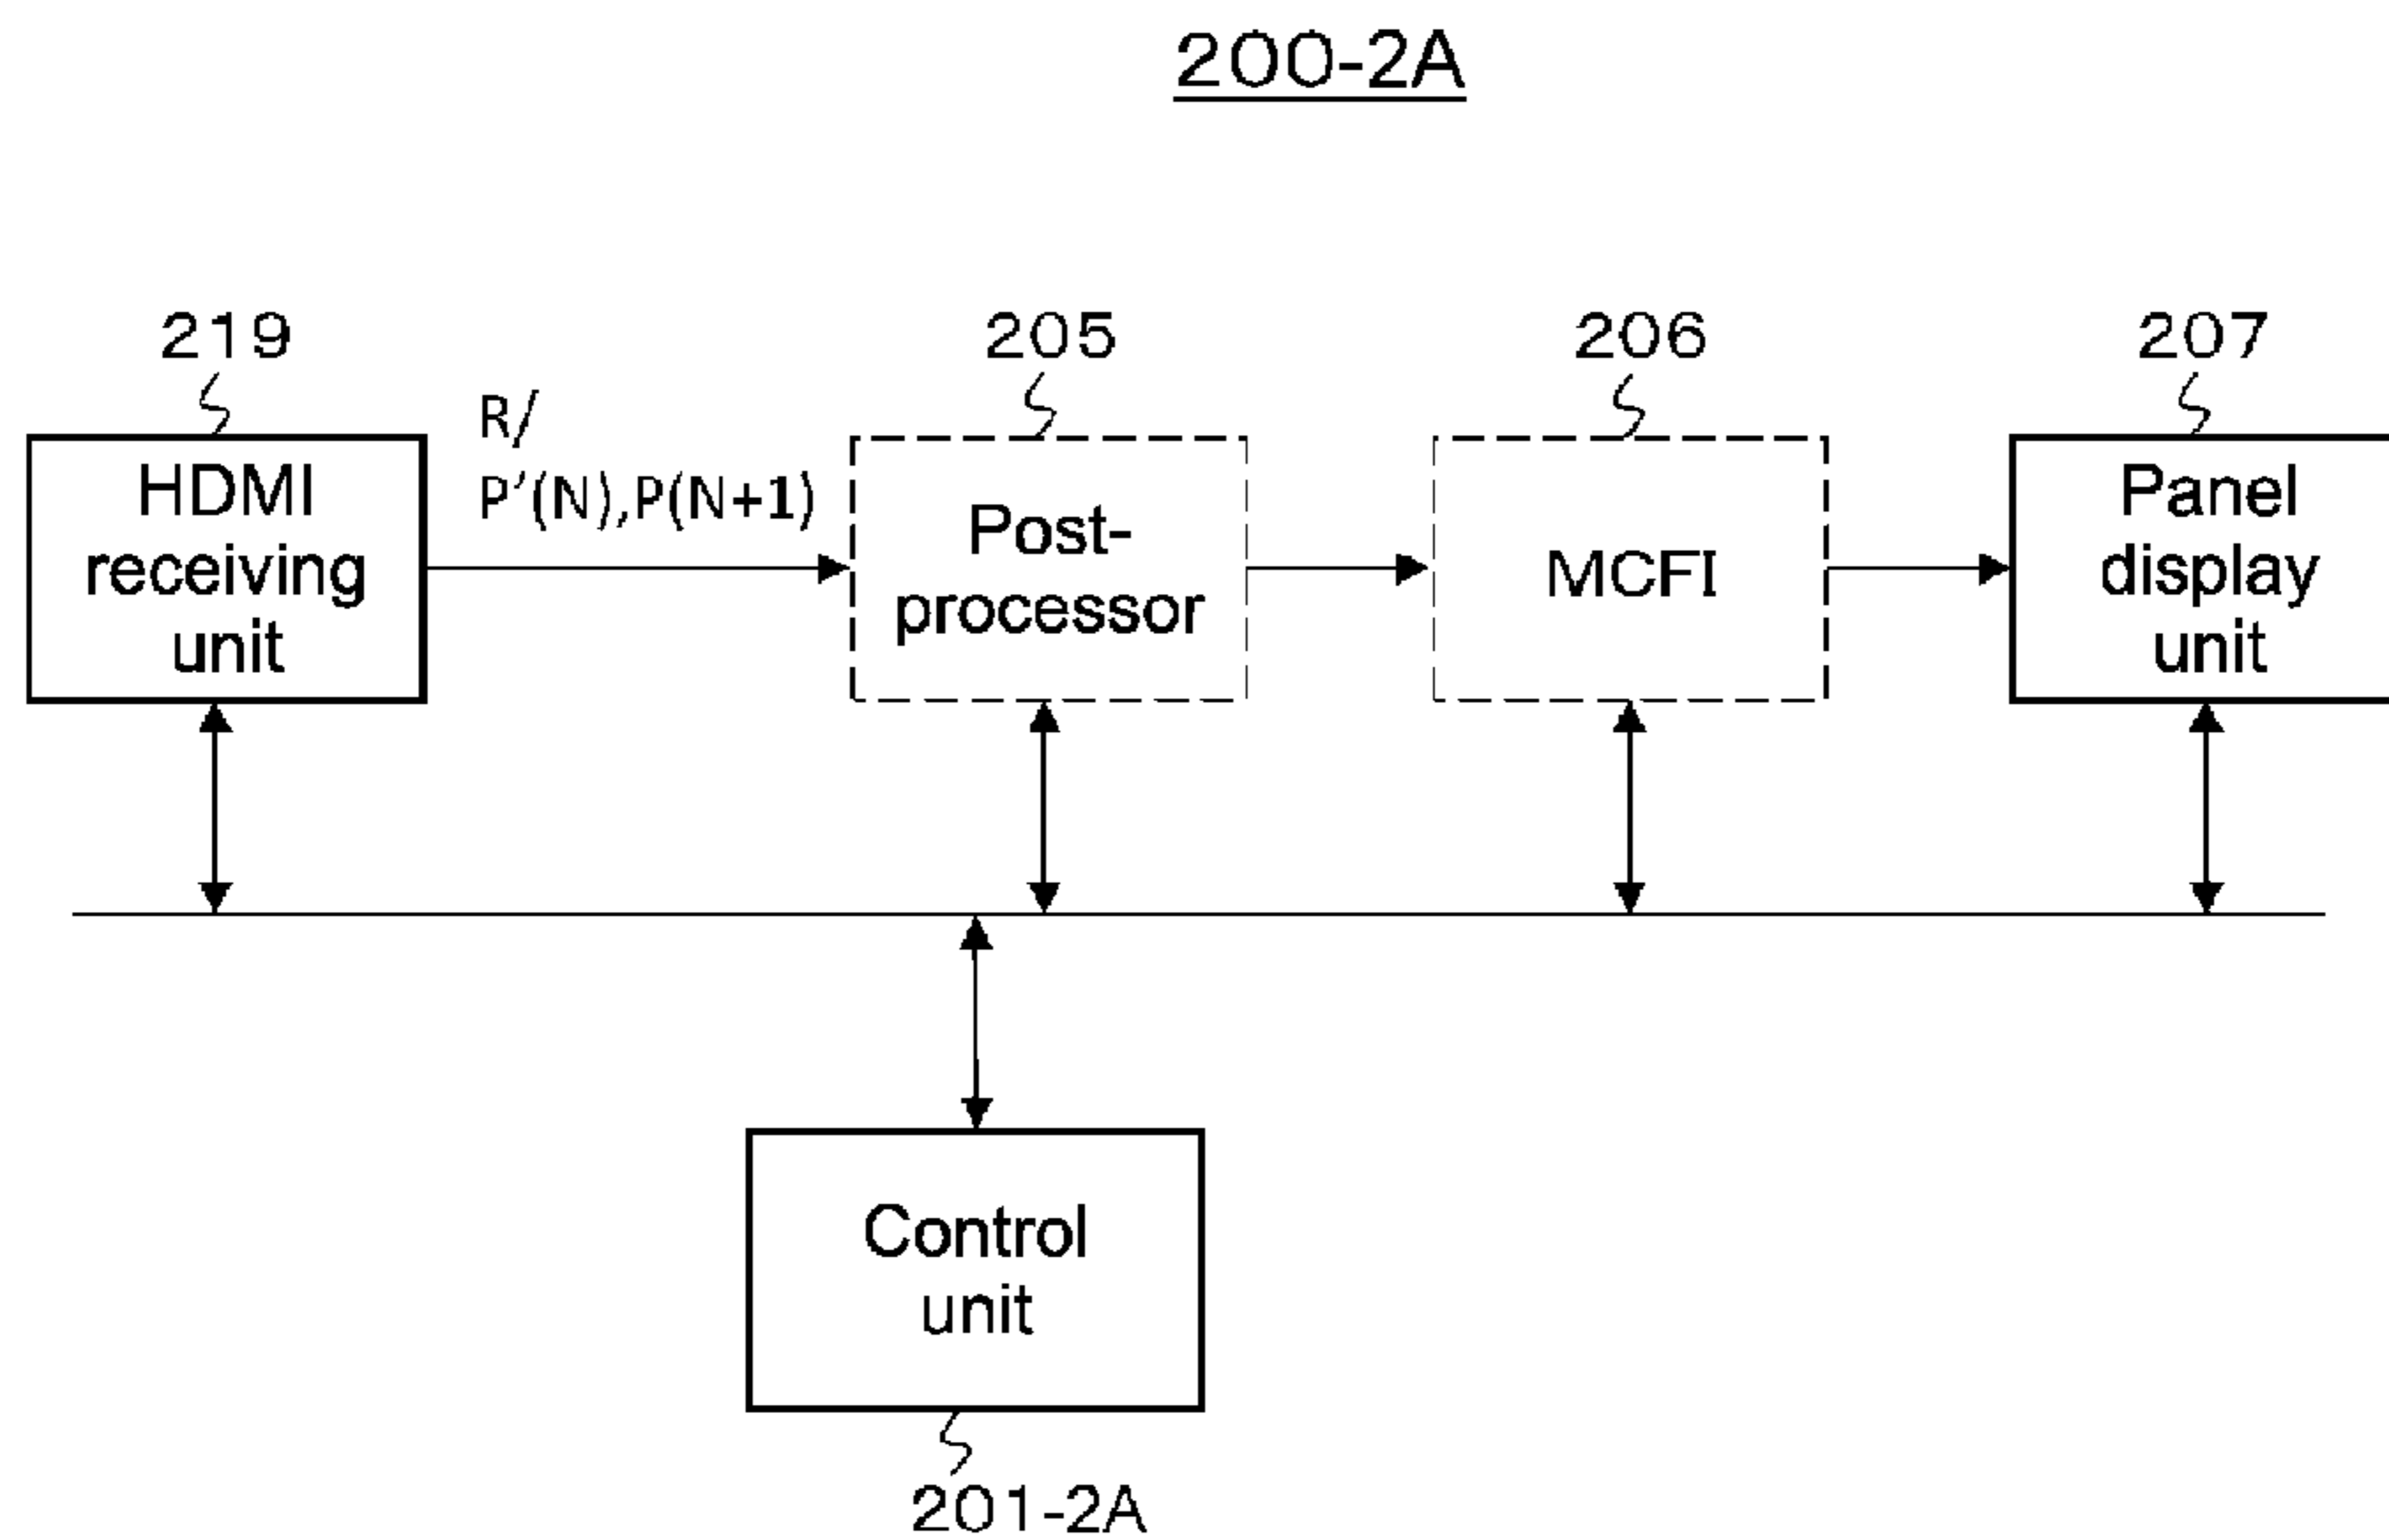 200-2A
219
205
206
207
R/
P'(N),P(N+1)
HDMI
receiving
unit
Post-
processor
MCFI
Panel
display
unit
Control
unit
201-2A